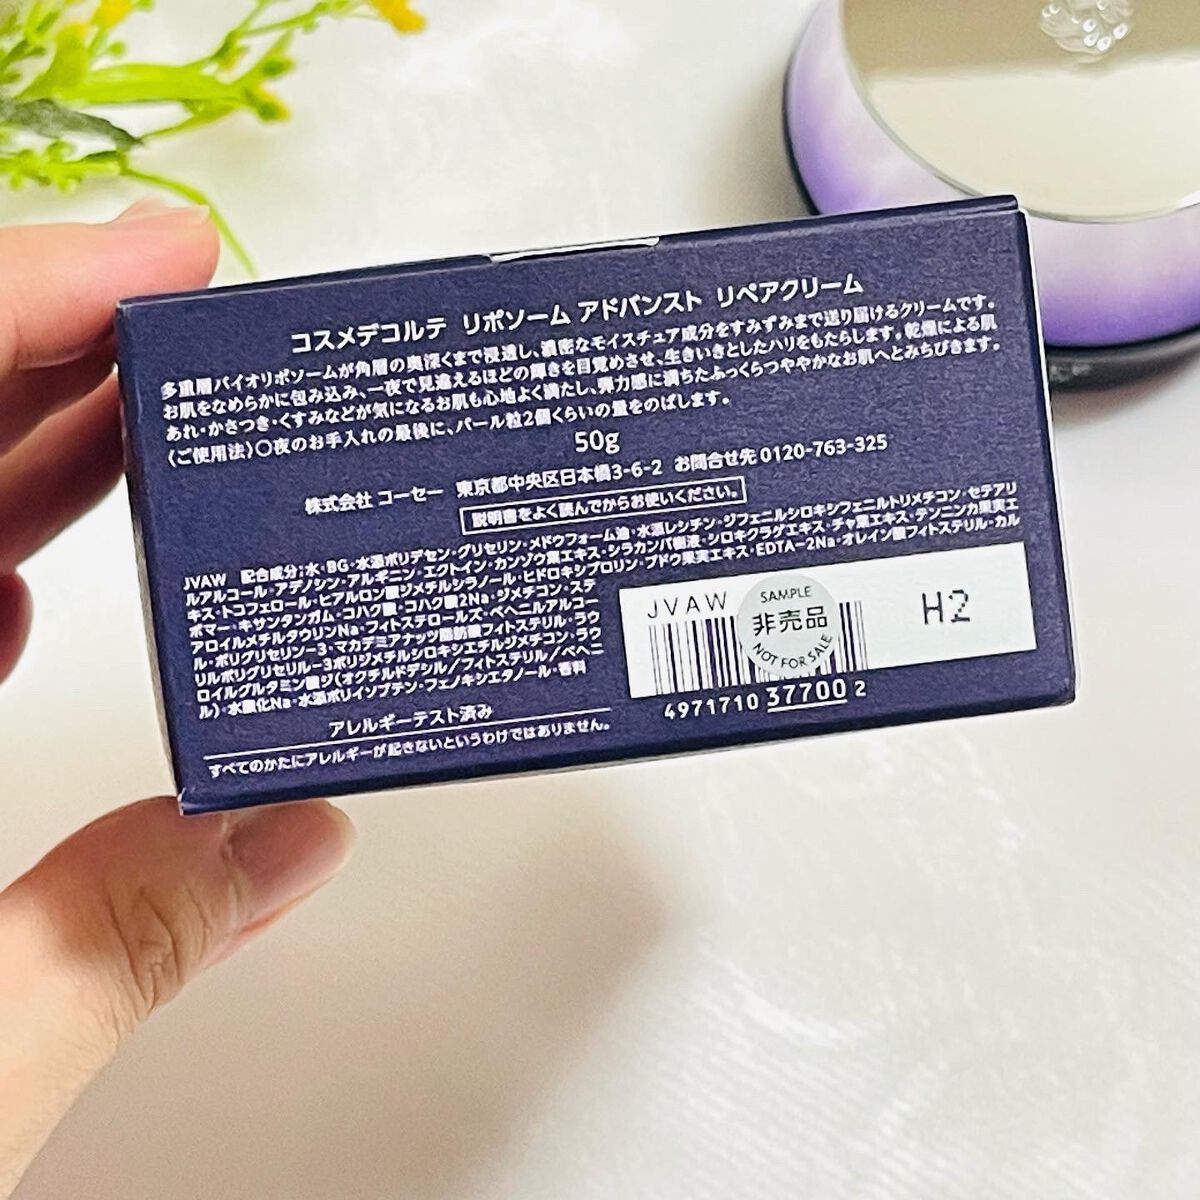 コスメデコルテ リポソーム アドバンスト リペアクリーム
多重層バイオリポソームが角層の奥深くまで浸透し、濃密なモイスチュア成分をすみずみまで送り届けるクリームです。
お肌をなめらかに包み込み、一夜で見違えるほどの輝きを目覚めさせ、生きいきとしたハリをもたらします。乾燥による肌
あれ・かさつき・くすみなどが気になるお肌も心地よく満たし、弾力感に満ちたふっくらつややかなお肌へとみちびきます。
〈ご使用法〉○夜のお手入れの最後に、パール粒2個くらいの量をのばします。
50g
株式会社 コーセー 東京都中央区日本橋3-6-2 お問合せ先 0120-763-325
説明書をよく読んでからお使いください。
JVAW 配合成分:水・BG・水添ポリデセン・グリセリン・メドウフォーム油・水添レシチン・ジフェニルシロキシフェニルトリメチコン・セテアリ
ルアルコール・アデノシン・アルギニン・エクトイン・カンゾウ葉エキス・シラカンバ樹液・シロキクラゲエキス・チャ葉エキス・テンニンカ果実エ
キス・トコフェロール・ヒアルロン酸ジメチルシラノール・ヒドロキシプロリン・ブドウ果実エキス・EDTA-2Na・オレイン酸フィトステリル・カル
ボマー・キサンタンガム・コハク酸・コハク酸2Na・ジメチコン・ステ
アロイルメチルタウリンNa・フィトステロールズ・ベヘニルアルコー
ル・ポリグリセリン-3・マカデミアナッツ脂肪酸フィトステリル・ラウ
リルポリグリセリル-3ポリジメチルシロキシエチルジメチコン・ラウ
ロイルグルタミン酸ジ(オクチルドデシル/フィトステリル/ベヘニ
ル)・水酸化Na・水添ポリイソブテン・フェノキシエタノール・香料
アレルギーテスト済み
すべてのかたにアレルギーが起きないというわけではありません。
JVAW
SAMPLE
非売品
NOT FOR SALE
H2
4971710 37700 2